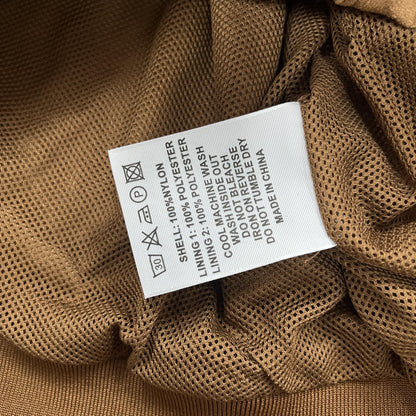 SHELL: 100%NYLON
LINING 1: 100% POLYESTER
LINING 2: 100% POLYESTER
COOL MACHINE WASH
WASH INSIDE OUT
DO NOT BLEACH
IRON ON REVERSE
DO NOT TUMBLE DRY
MADE IN CHINA
30
P